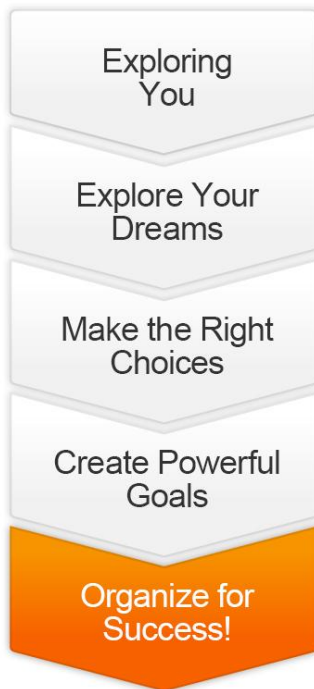 Exploring
You
Explore Your
Dreams
Make the Right
Choices
Create Powerful
Goals
Organize for
Success!